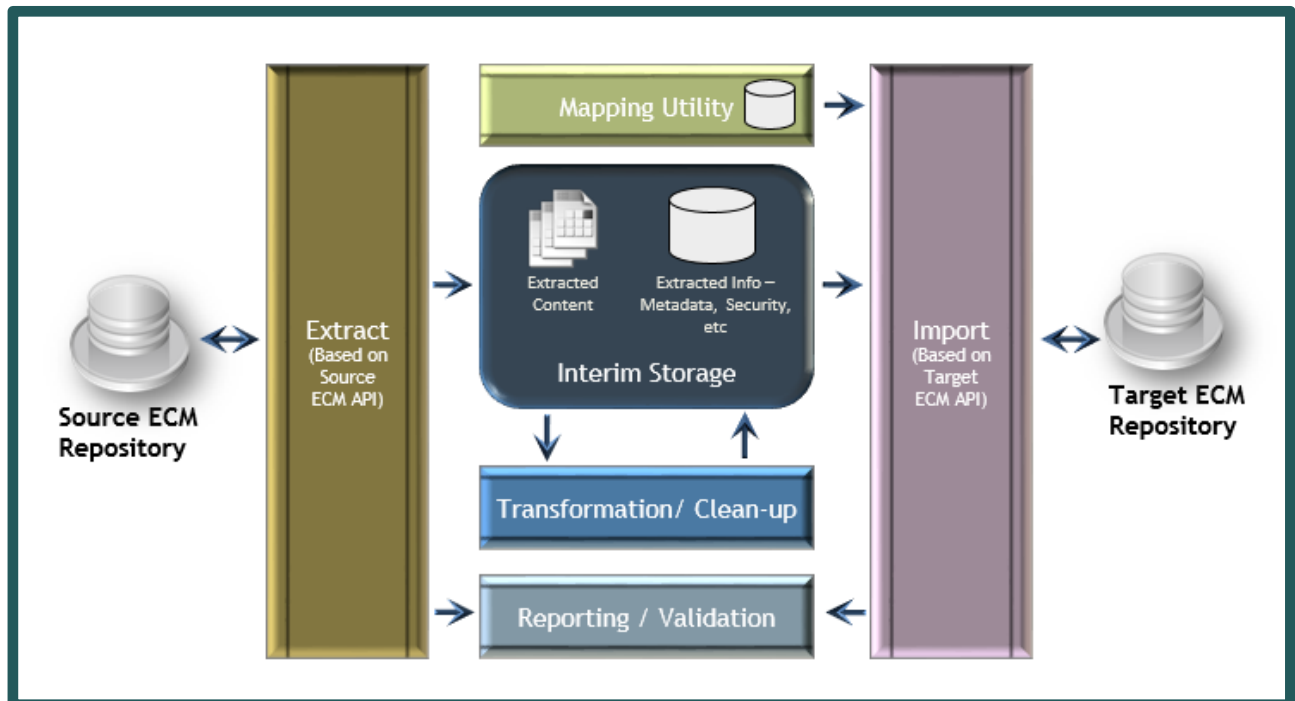 Mapping Utility
Extracted
Content
Extracted Info –
Metadata, Security,
etc
Interim Storage
Extract
(Based on
Source
ECM API)
Import
(Based on
Target
ECM API)
Source ECM
Repository
Target ECM
Repository
Transformation/ Clean-up
Reporting / Validation